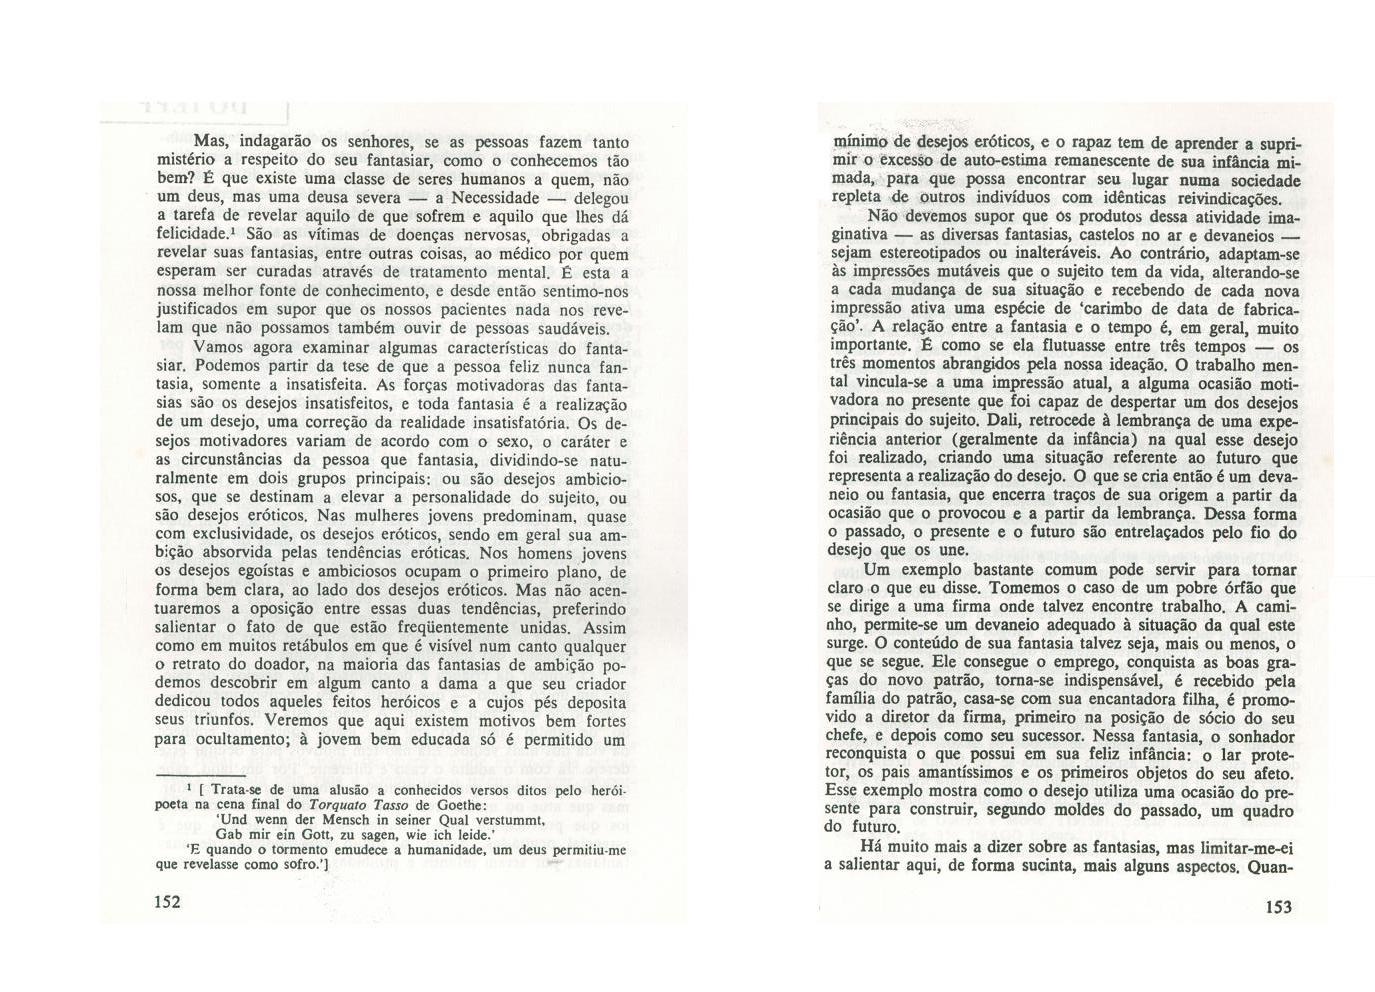 Mas, indagarão os senhores, se as pessoas fazem tanto
mistério a respeito do seu fantasiar, como o conhecemos tão
bem? É que existe uma classe de seres humanos a quem, não
um deus, mas uma deusa severa — a Necessidade — delegou
a tarefa de revelar aquilo de que sofrem e aquilo que lhes dá
felicidade.¹ São as vítimas de doenças nervosas, obrigadas a
revelar suas fantasias, entre outras coisas, ao médico por quem
esperam ser curadas através de tratamento mental. É esta a
nossa melhor fonte de conhecimento, e desde então sentimo-nos
justificados em supor que os nossos pacientes nada nos reve-
lam que não possamos também ouvir de pessoas saudáveis.
Vamos agora examinar algumas características do fanta-
siar. Podemos partir da tese de que a pessoa feliz nunca fan-
tasia, somente a insatisfeita. As forças motivadoras das fanta-
sias são os desejos insatisfeitos, e toda fantasia é a realização
de um desejo, uma correção da realidade insatisfatória. Os de-
sejos motivadores variam de acordo com o sexo, o caráter e
as circunstâncias da pessoa que fantasia, dividindo-se natu-
ralmente em dois grupos principais: ou são desejos ambicio-
sos, que se destinam a elevar a personalidade do sujeito, ou
são desejos eróticos. Nas mulheres jovens predominam, quase
com exclusividade, os desejos eróticos, sendo em geral sua am-
bição absorvida pelas tendências eróticas. Nos homens jovens
os desejos egoístas e ambiciosos ocupam o primeiro plano, de
forma bem clara, ao lado dos desejos eróticos. Mas não acen-
tuaremos a oposição entre essas duas tendências, preferindo
salientar o fato de que estão freqüentemente unidas. Assim
como em muitos retábulos em que é visível num canto qualquer
o retrato do doador, na maioria das fantasias de ambição po-
demos descobrir em algum canto a dama a que seu criador
dedicou todos aqueles feitos heróicos e a cujos pés deposita
seus triunfos. Veremos que aqui existem motivos bem fortes
para ocultamento; à jovem bem educada só é permitido um
¹ [ Trata-se de uma alusão a conhecidos versos ditos pelo herói-
poeta na cena final do Torquato Tasso de Goethe:
'Und wenn der Mensch in seiner Qual verstummt,
Gab mir ein Gott, zu sagen, wie ich leide.'
'E quando o tormento emudece a humanidade, um deus permitiu-me
que revelasse como sofro.']
152
mínimo de desejos eróticos, e o rapaz tem de aprender a supri-
mir o excesso de auto-estima remanescente de sua infância mi-
mada, para que possa encontrar seu lugar numa sociedade
repleta de outros indivíduos com idênticas reivindicações.
Não devemos supor que os produtos dessa atividade ima-
ginativa — as diversas fantasias, castelos no ar e devaneios —
sejam estereotipados ou inalteráveis. Ao contrário, adaptam-se
às impressões mutáveis que o sujeito tem da vida, alterando-se
a cada mudança de sua situação e recebendo de cada nova
impressão ativa uma espécie de 'carimbo de data de fabrica-
ção'. A relação entre a fantasia e o tempo é, em geral, muito
importante. É como se ela flutuasse entre três tempos — os
três momentos abrangidos pela nossa ideação. O trabalho men-
tal vincula-se a uma impressão atual, a alguma ocasião moti-
vadora no presente que foi capaz de despertar um dos desejos
principais do sujeito. Dali, retrocede à lembrança de uma expe-
riência anterior (geralmente da infância) na qual esse desejo
foi realizado, criando uma situação referente ao futuro que
representa a realização do desejo. O que se cria então é um deva-
neio ou fantasia, que encerra traços de sua origem a partir da
ocasião que o provocou e a partir da lembrança. Dessa forma
o passado, o presente e o futuro são entrelaçados pelo fio do
desejo que os une.
Um exemplo bastante comum pode servir para tornar
claro o que eu disse. Tomemos o caso de um pobre órfão que
se dirige a uma firma onde talvez encontre trabalho. A cami-
nho, permite-se um devaneio adequado à situação da qual este
surge. O conteúdo de sua fantasia talvez seja, mais ou menos, o
que se segue. Ele consegue o emprego, conquista as boas gra-
ças do novo patrão, torna-se indispensável, é recebido pela
família do patrão, casa-se com sua encantadora filha, é promo-
vido a diretor da firma, primeiro na posição de sócio do seu
chefe, e depois como seu sucessor. Nessa fantasia, o sonhador
reconquista o que possui em sua feliz infância: o lar prote-
tor, os pais amantíssimos e os primeiros objetos do seu afeto.
Esse exemplo mostra como o desejo utiliza uma ocasião do pre-
sente para construir, segundo moldes do passado, um quadro
do futuro.
Há muito mais a dizer sobre as fantasias, mas limitar-me-ei
a salientar aqui, de forma sucinta, mais alguns aspectos. Quan-
153